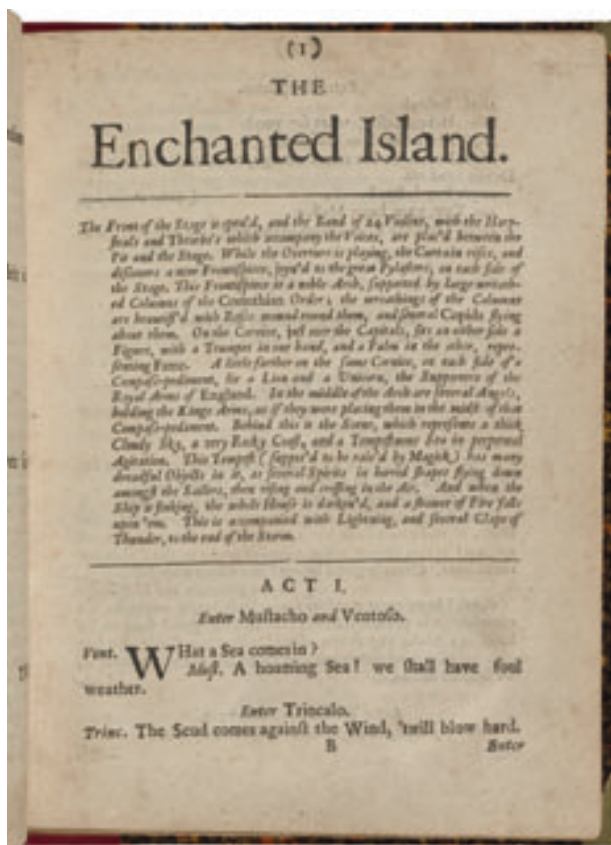 (1)
THE
Enchanted Island.
The Front of the Stage is open'd, and the Band of 24 Violins, with the Harp-
sicals and Theorbo's which accompany the Voices, are plac'd between the
Pit and the Stage. While the Overture is playing, the Curtain rises, and
discovers a new Frontispiece, joyn'd to the great Pylasters, on each side of
the Stage. This Frontispiece is a noble Arch, supported by large wreath-
ed Columns of the Corinthian Order; the wreathings of the Columns
are beautifi'd with Roses wound round them, and several Cupids flying
about them. On the Cornice, just over the Capitals, sits on either side a
Figure, with a Trumpet in one hand, and a Palm in the other, repre-
senting Fame. A little farther on the same Cornice, on each side of a
Compass-pediment, lie a Lion and a Unicorn, the Supporters of the
Royal Arms of England. In the middle of the Arch are several Angels,
holding the Kings Arms, as if they were placing them in the midst of that
Compass-pediment. Behind this is the Scene, which represents a thick
Cloudy Sky, a very Rocky Coast, and a Tempestuous Sea in perpetual
Agitation. This Tempest (suppos'd to be rais'd by Magick) has many
dreadful Objects in it, as several Spirits in horrid shapes flying down
amongst the Sailers, then rising and crossing in the Air. And when the
Ship is sinking, the whole House is darken'd, and a shower of Fire falls
upon 'em. This is accompanied with Lightning, and several Claps of
Thunder, to the end of the Storm.
ACT I.
Enter Mustacho and Ventoso.
Vent. WHat a Sea comes in?
Must. A hoaming Sea! we shall have foul
weather.
Enter Trincalo.
Trinc. The Scud comes against the Wind, 'twill blow hard.
B Enter